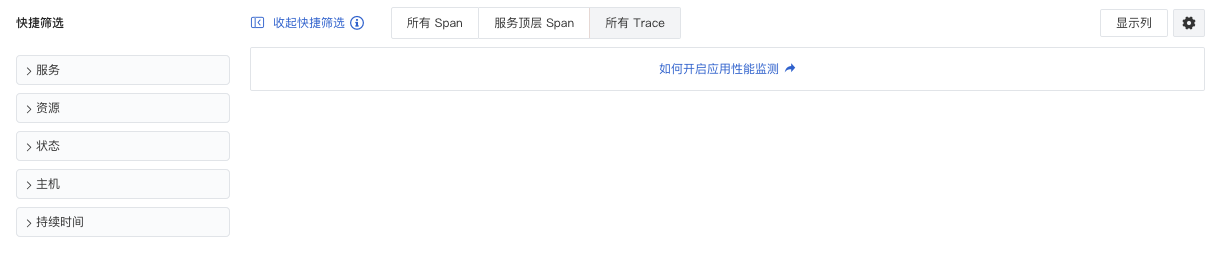 快捷筛选
收起快捷筛选
所有 Span
服务顶层 Span
所有 Trace
显示列
如何开启应用性能监测
服务
资源
状态
主机
持续时间